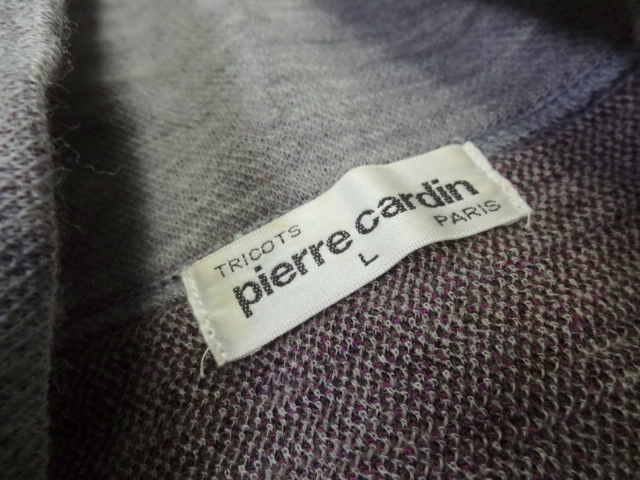 TRICOTS
pierre cardin
L PARIS